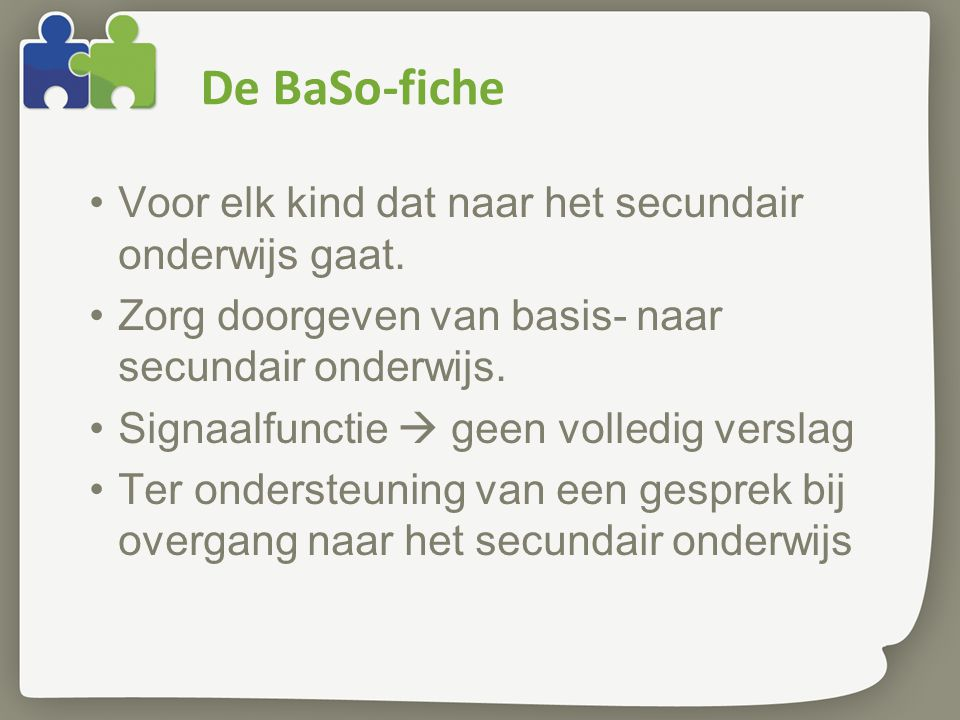 De BaSo-fiche
• Voor elk kind dat naar het secundair
onderwijs gaat.
• Zorg doorgeven van basis- naar
secundair onderwijs.
• Signaalfunctie → geen volledig verslag
• Ter ondersteuning van een gesprek bij
overgang naar het secundair onderwijs